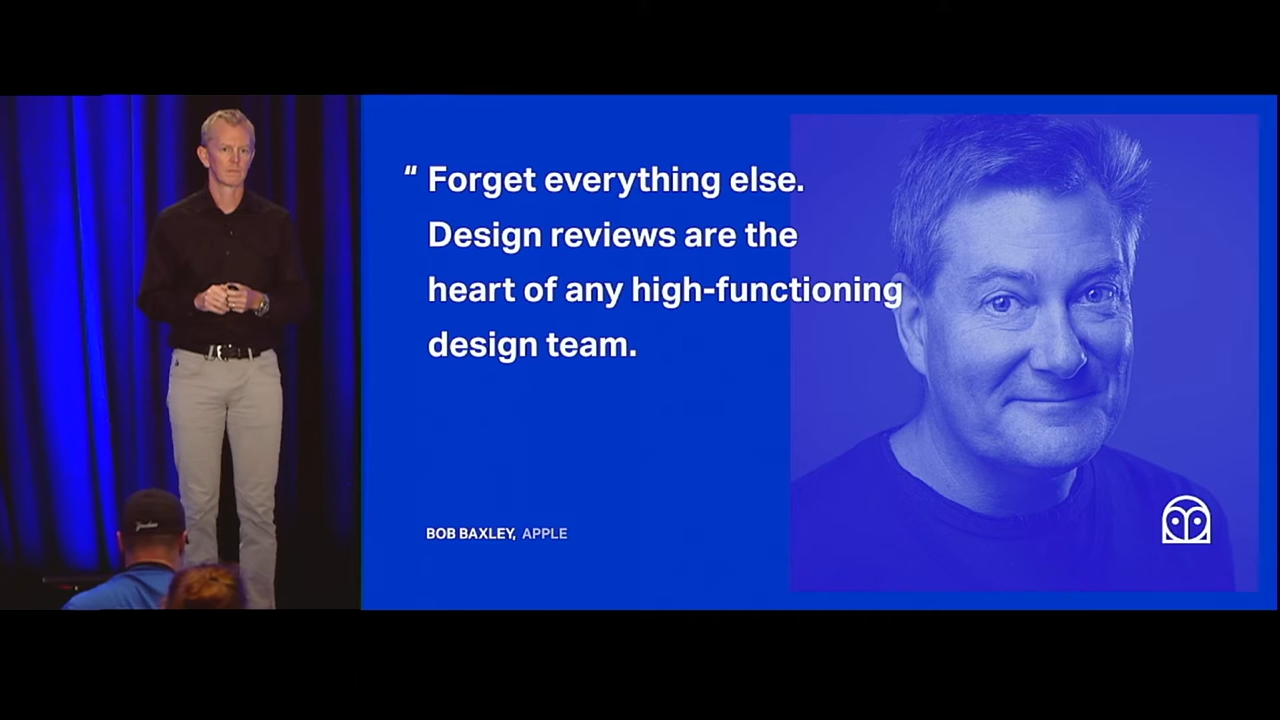 “ Forget everything else.
Design reviews are the
heart of any high-functioning
design team.
BOB BAXLEY, APPLE